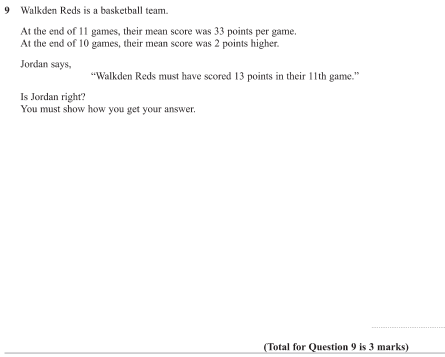 9 Walkden Reds is a basketball team.
At the end of 11 games, their mean score was 33 points per game.
At the end of 10 games, their mean score was 2 points higher.
Jordan says,
“Walkden Reds must have scored 13 points in their 11th game.”
Is Jordan right?
You must show how you get your answer.
(Total for Question 9 is 3 marks)